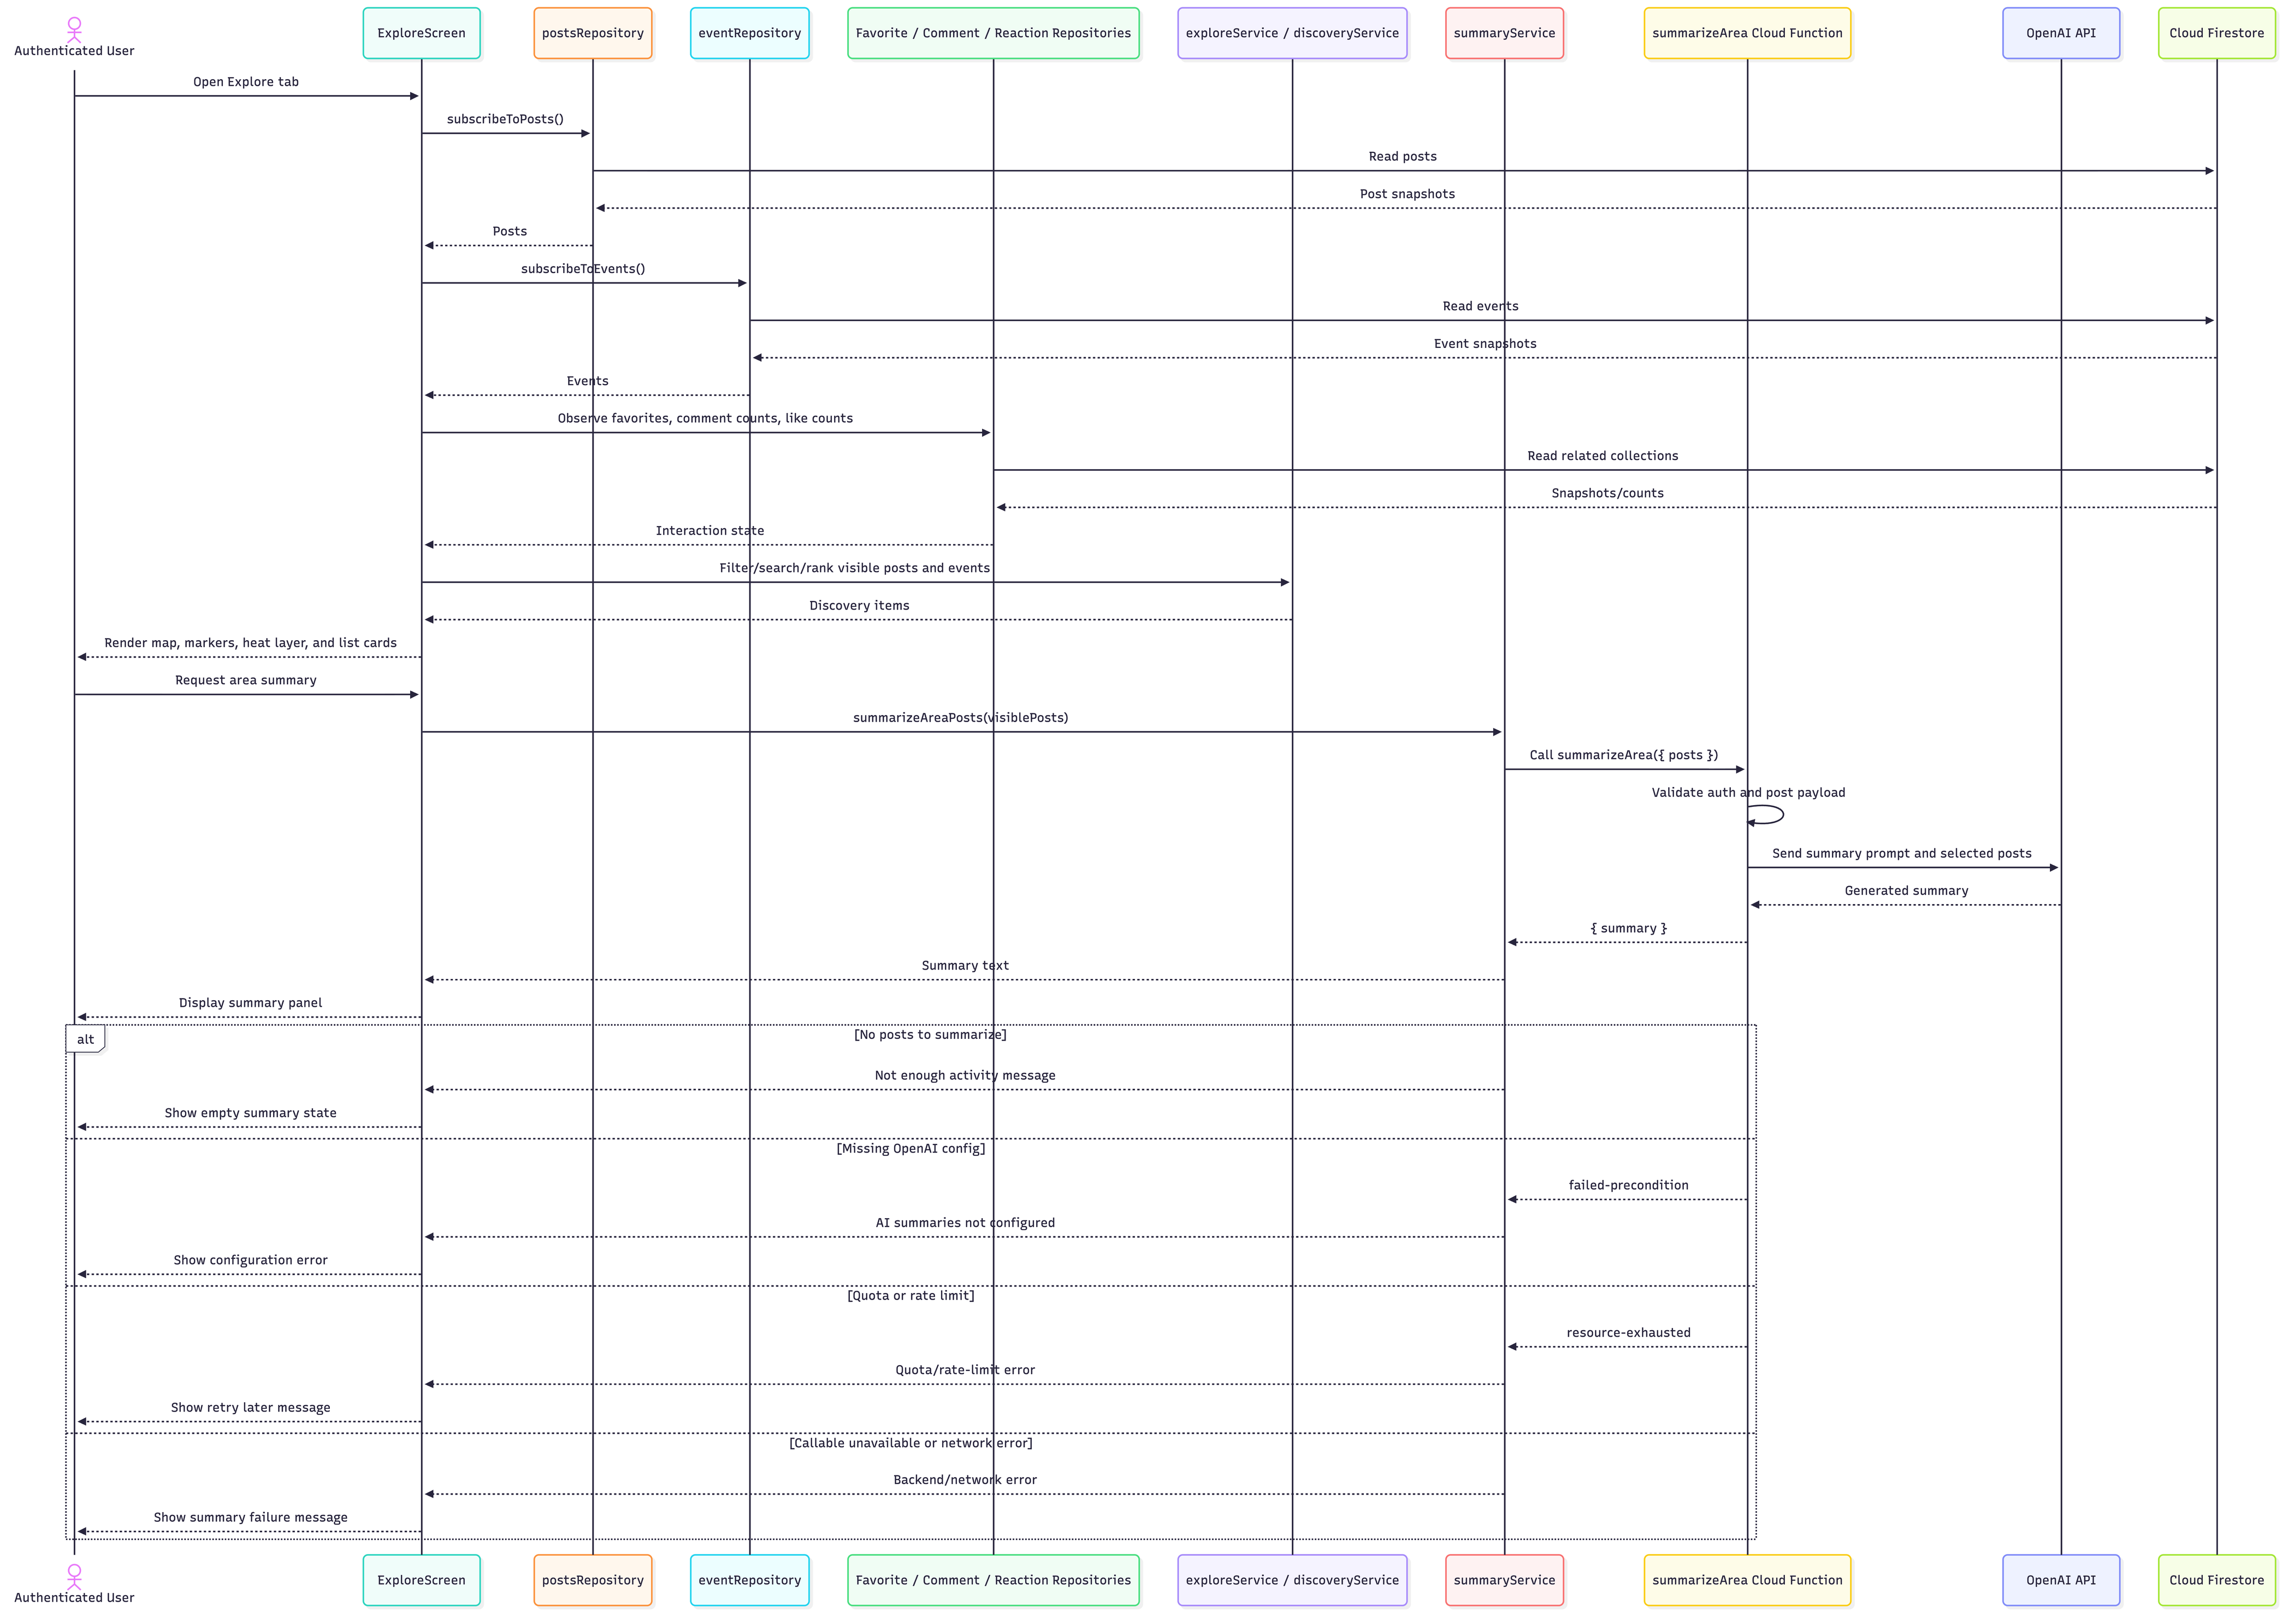 Authenticated User
ExploreScreen
postsRepository
eventRepository
Favorite / Comment / Reaction Repositories
exploreService / discoveryService
summaryService
summarizeArea Cloud Function
OpenAI API
Cloud Firestore
Open Explore tab
subscribeToPosts()
Read posts
Post snapshots
Posts
subscribeToEvents()
Read events
Event snapshots
Events
Observe favorites, comment counts, like counts
Read related collections
Snapshots/counts
Interaction state
Filter/search/rank visible posts and events
Discovery items
Render map, markers, heat layer, and list cards
Request area summary
summarizeAreaPosts(visiblePosts)
Call summarizeArea({ posts })
Validate auth and post payload
Send summary prompt and selected posts
Generated summary
{ summary }
Summary text
Display summary panel
alt
[No posts to summarize]
Not enough activity message
Show empty summary state
[Missing OpenAI config]
failed-precondition
AI summaries not configured
Show configuration error
[Quota or rate limit]
resource-exhausted
Quota/rate-limit error
Show retry later message
[Callable unavailable or network error]
Backend/network error
Show summary failure message
Authenticated User
ExploreScreen
postsRepository
eventRepository
Favorite / Comment / Reaction Repositories
exploreService / discoveryService
summaryService
summarizeArea Cloud Function
OpenAI API
Cloud Firestore